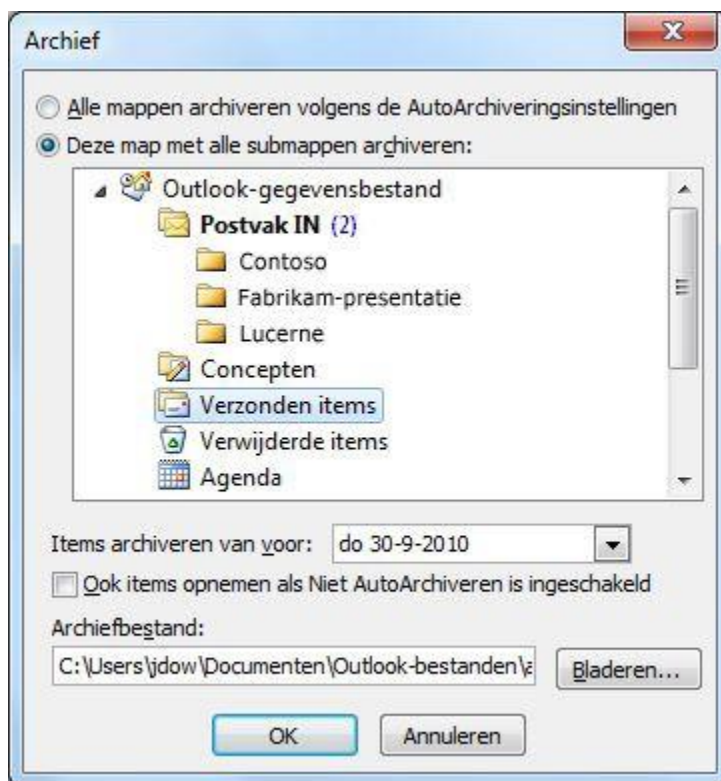 Archief
Alle mappen archiveren volgens de AutoArchiveringsinstellingen
Deze map met alle submappen archiveren:
Outlook-gegevensbestand
Postvak IN (2)
Contoso
Fabrikam-presentatie
Lucerne
Concepten
Verzonden items
Verwijderde items
Agenda
Items archiveren van voor: do 30-9-2010
Ook items opnemen als Niet AutoArchiveren is ingeschakeld
Archiefbestand:
C:\Users\jdow\Documenten\Outlook-bestanden\a Bladeren...
OK Annuleren